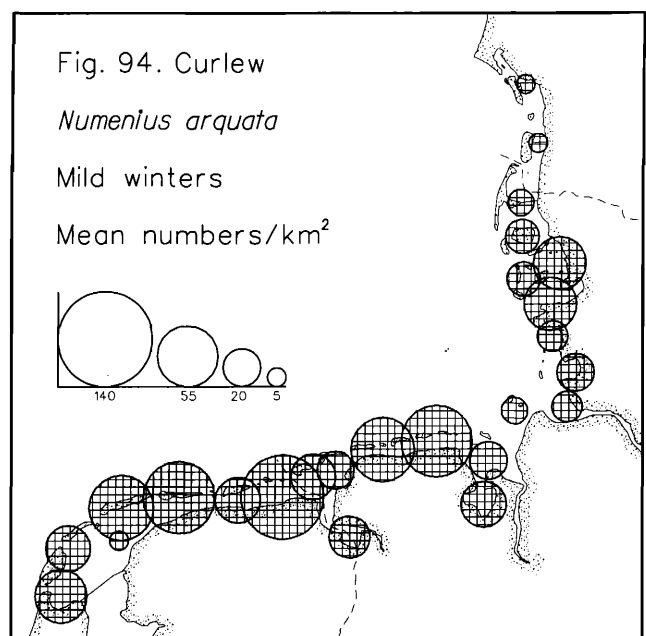 Fig. 94. Curlew
Numenius arquata
Mild winters
Mean numbers/km²
140 55 20 5